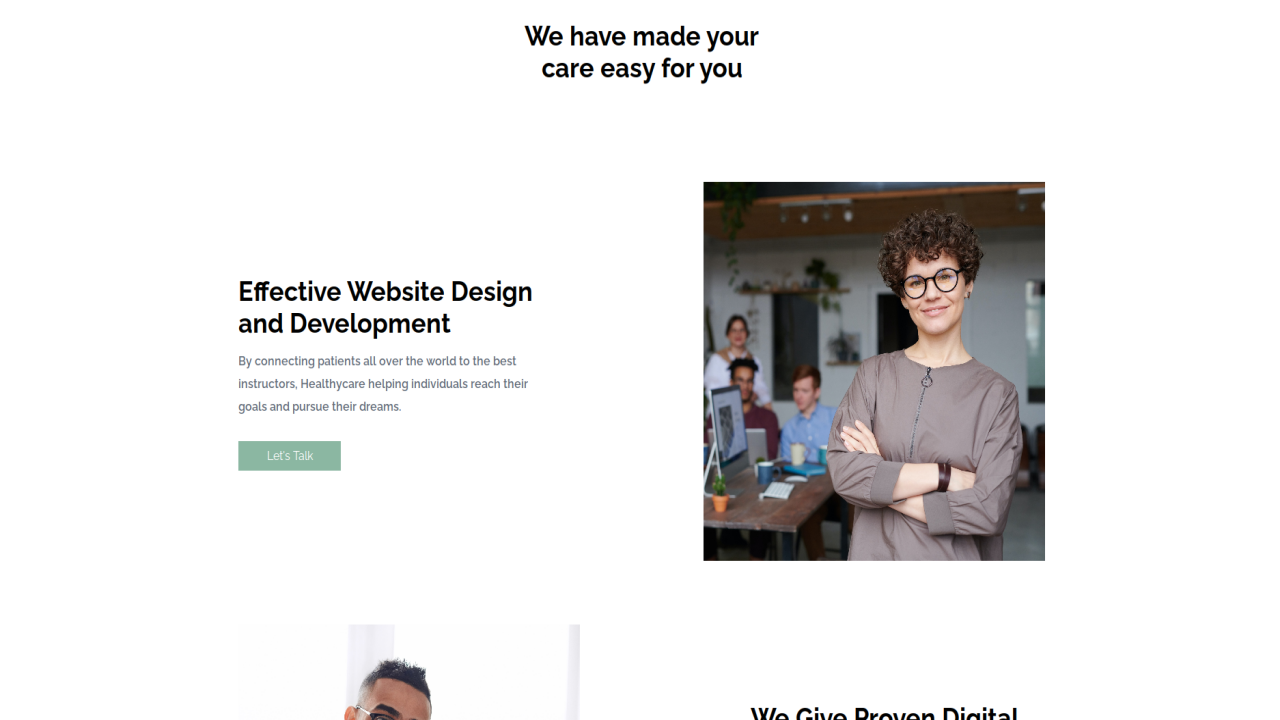 We have made your
care easy for you
Effective Website Design
and Development
By connecting patients all over the world to the best
instructors, Healthycare helping individuals reach their
goals and pursue their dreams.
Let's Talk
We Give Proven Digital